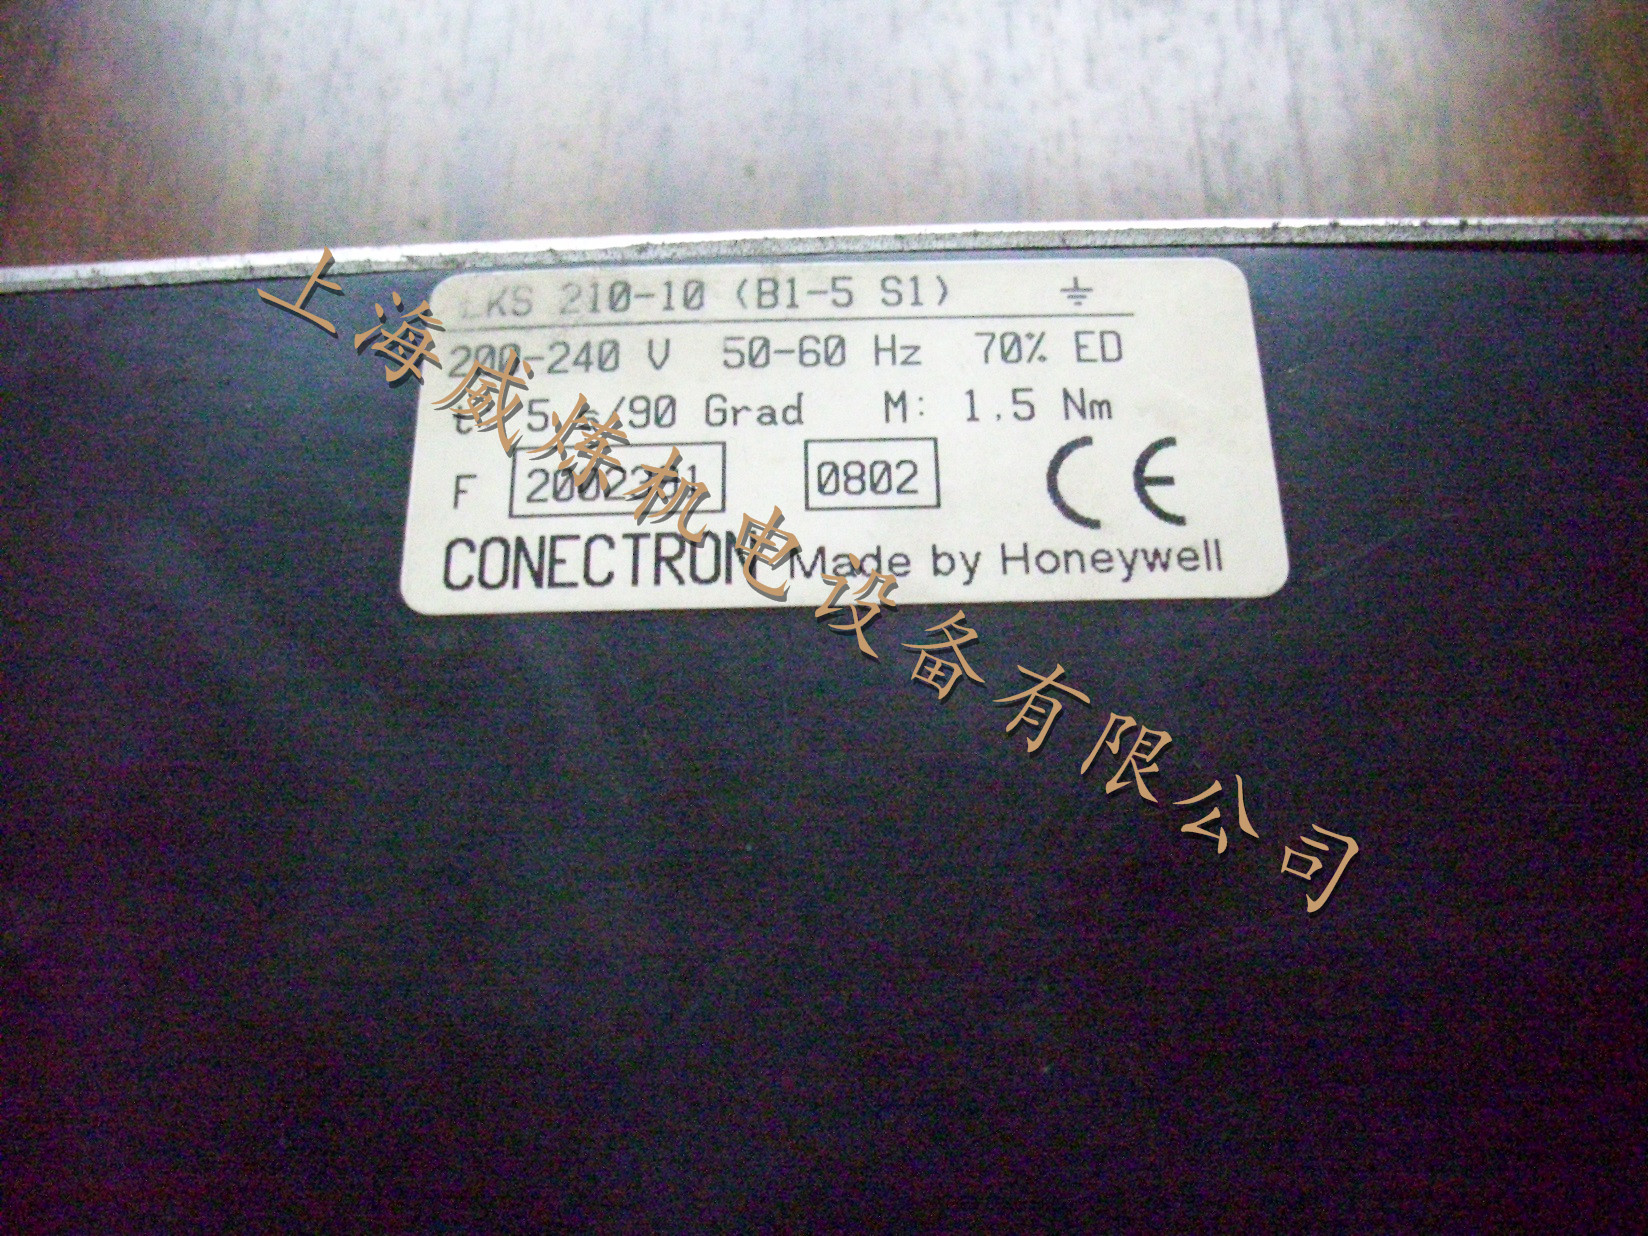 LKS 210-10 (B1-5 S1)
200-240 V 50-60 Hz 70% ED
t: 5 s/90 Grad M: 1,5 Nm
F 0802
CE
CONECTRON Made by Honeywell
上海威炼机电设备有限公司